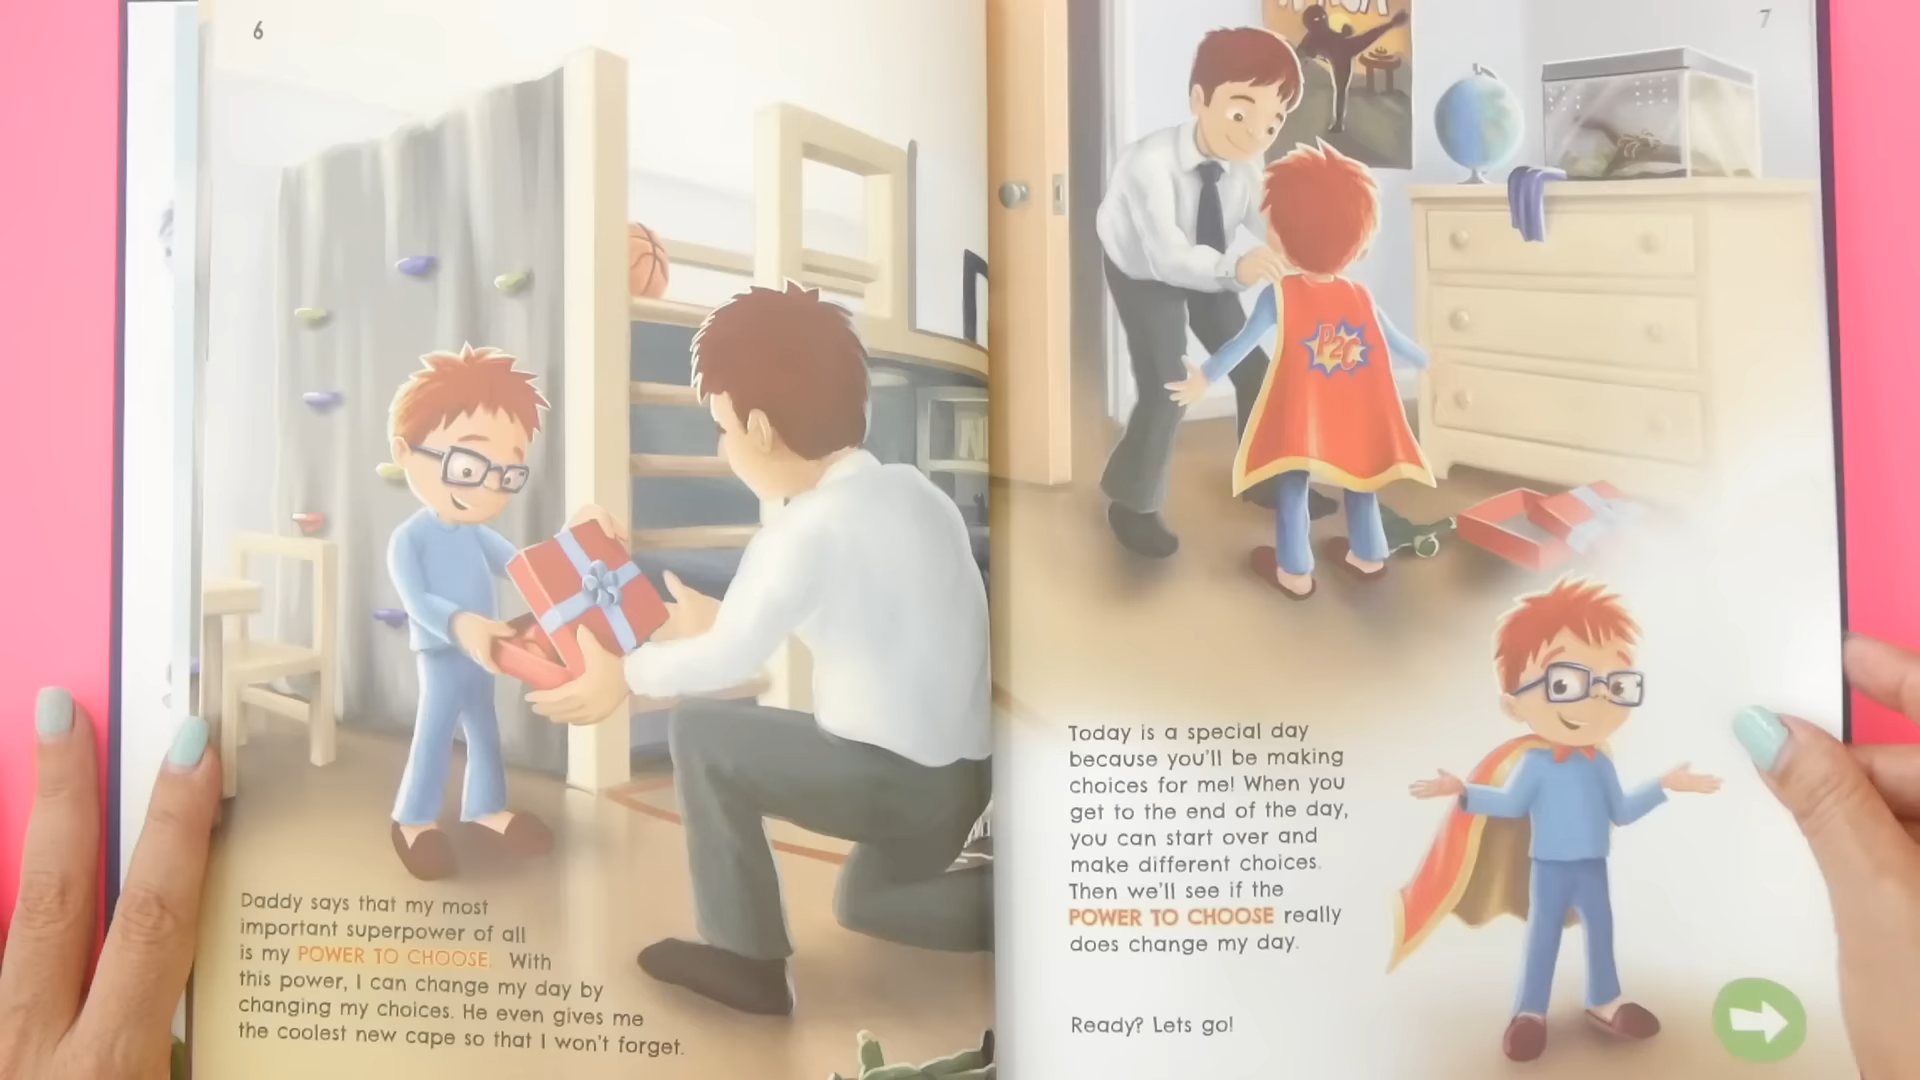 6
Daddy says that my most
important superpower of all
is my POWER TO CHOOSE. With
this power, I can change my day by
changing my choices. He even gives me
the coolest new cape so that I won't forget.
7
P2C
Today is a special day
because you'll be making
choices for me! When you
get to the end of the day,
you can start over and
make different choices.
Then we'll see if the
POWER TO CHOOSE really
does change my day.
Ready? Lets go!